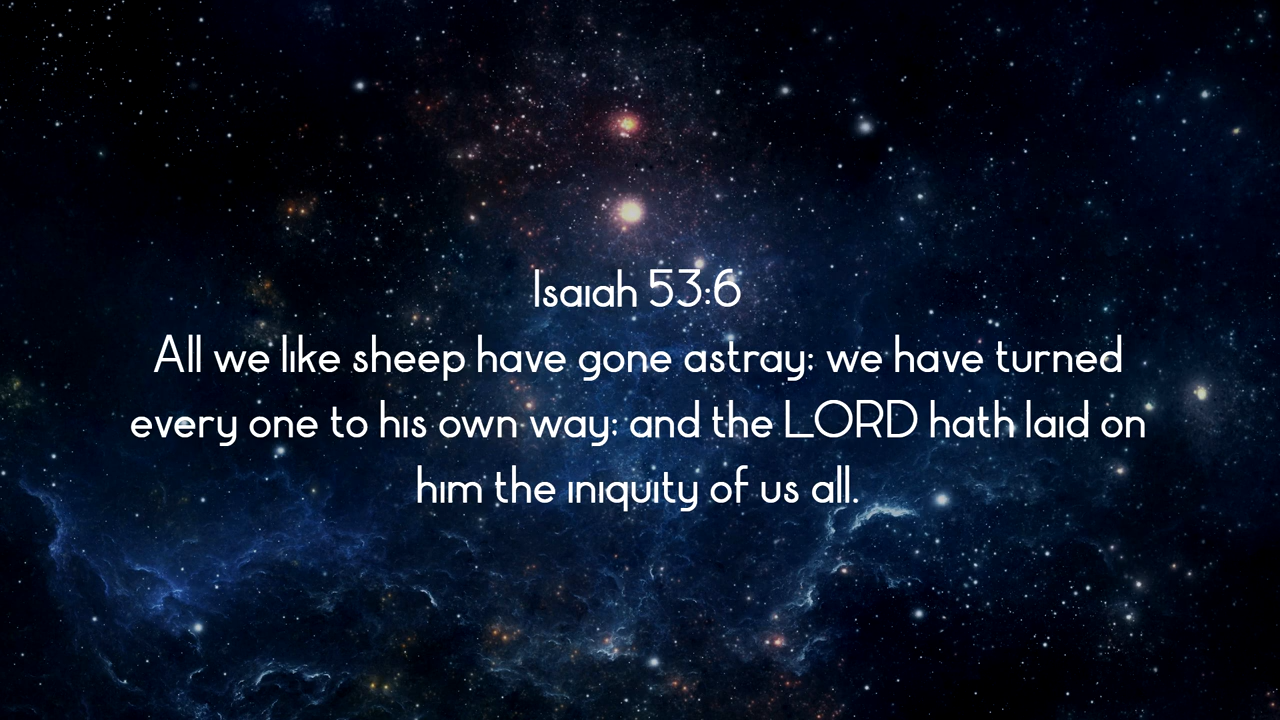 Isaiah 53:6
All we like sheep have gone astray; we have turned
every one to his own way; and the LORD hath laid on
him the iniquity of us all.